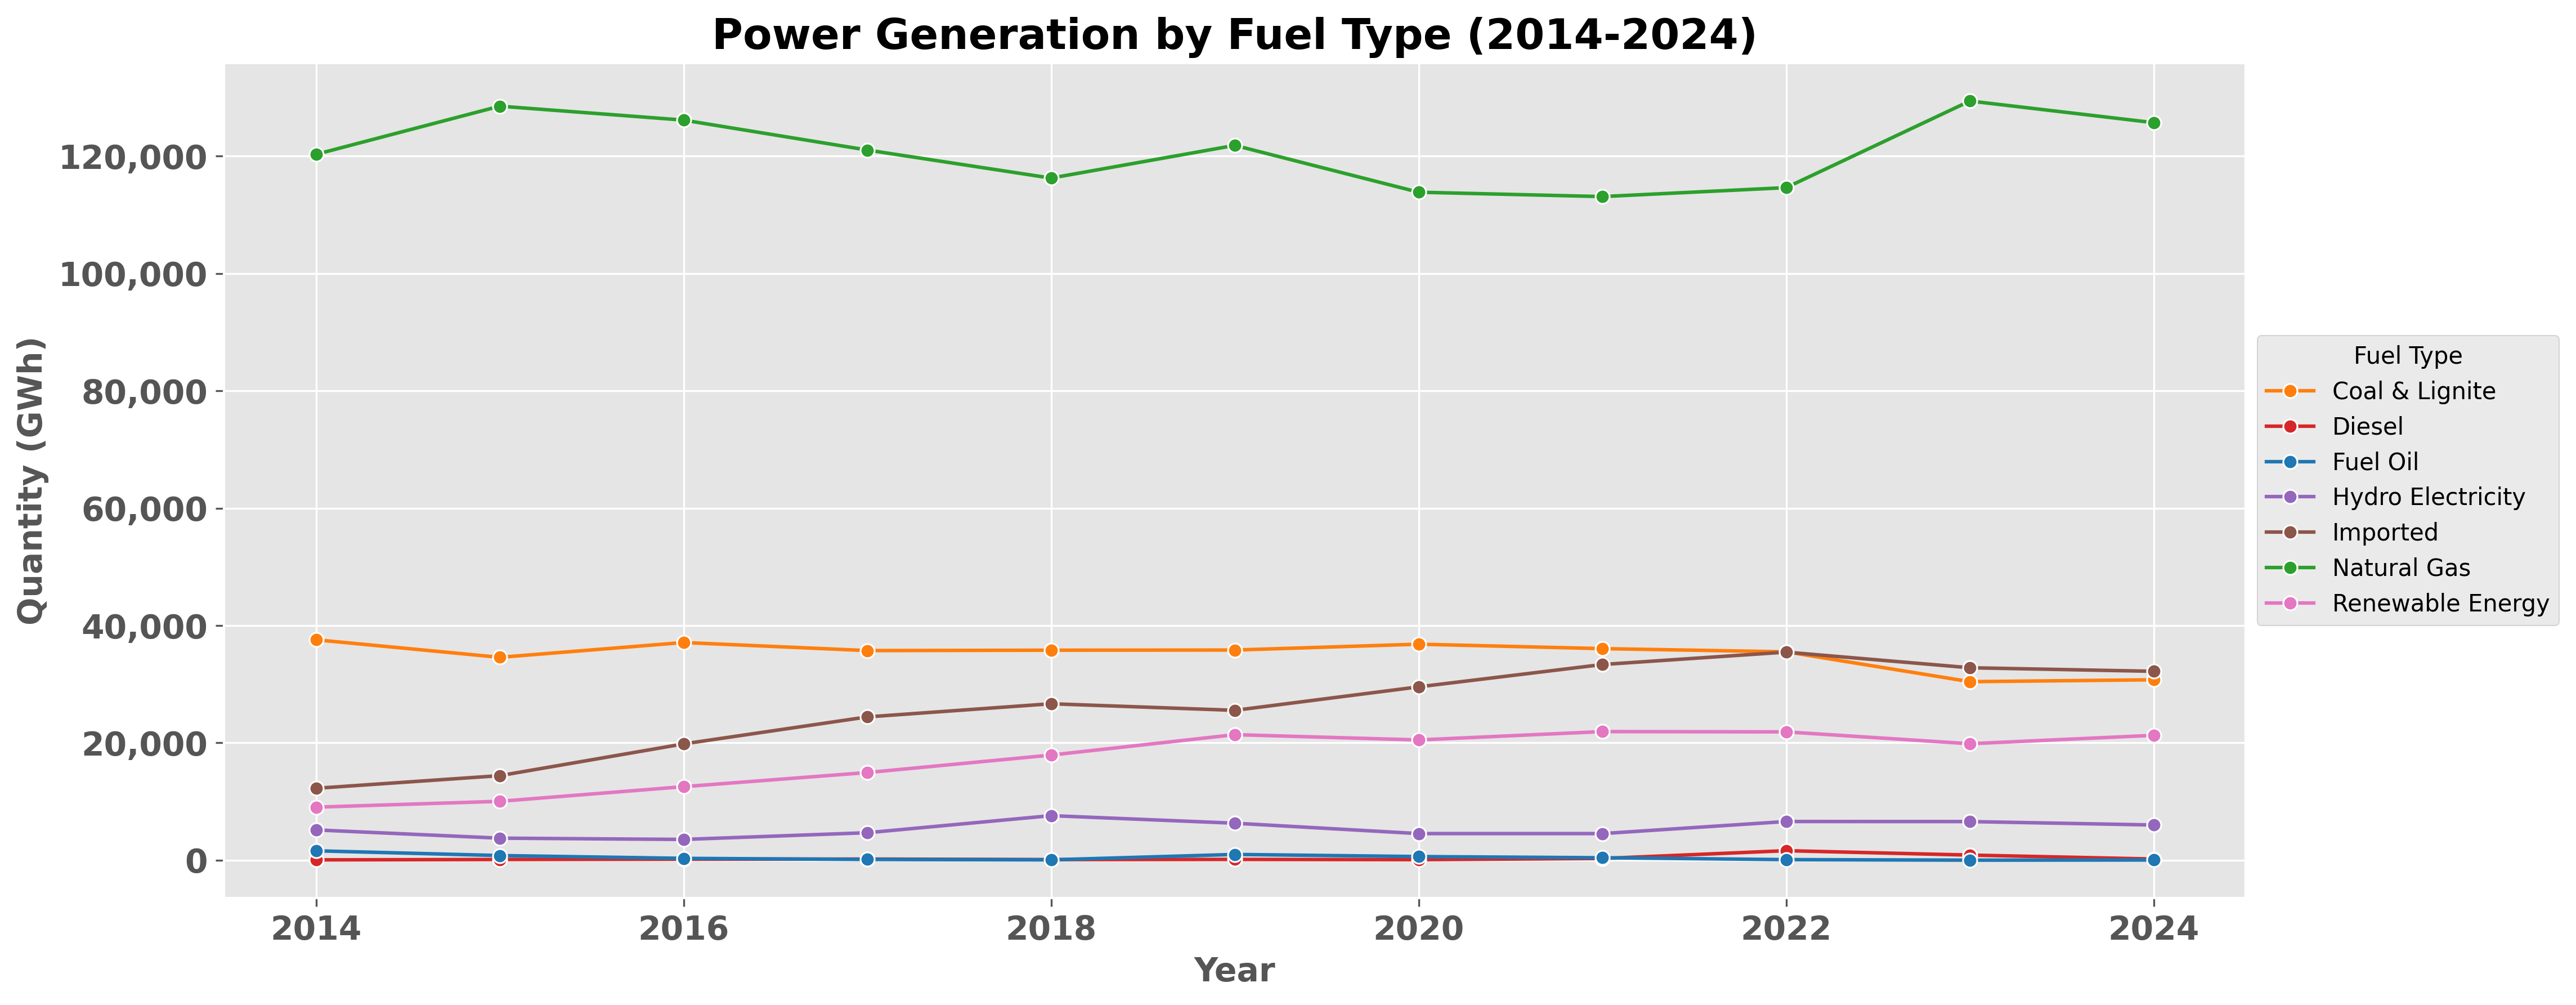 Power Generation by Fuel Type (2014-2024)
Quantity (GWh)
120,000
100,000
80,000
60,000
40,000
20,000
0
2014 2016 2018 2020 2022 2024
Year
Fuel Type
Coal & Lignite
Diesel
Fuel Oil
Hydro Electricity
Imported
Natural Gas
Renewable Energy